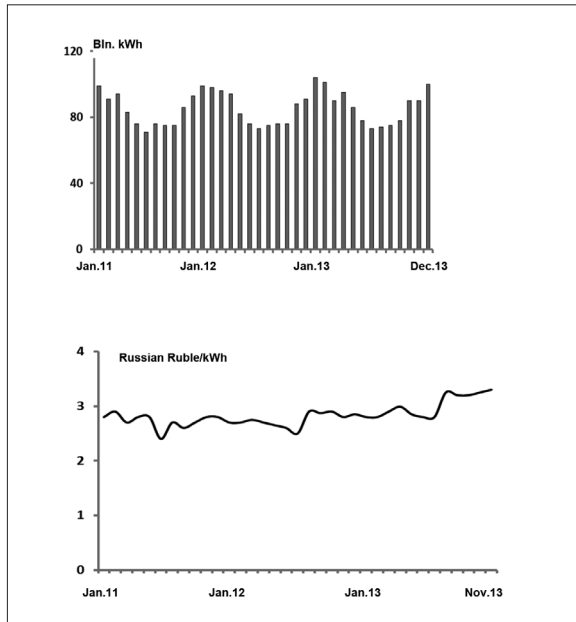 Bln. kWh
120
80
40
0
Jan.11 Jan.12 Jan.13 Dec.13
Russian Ruble/kWh
4
3
2
1
0
Jan.11 Jan.12 Jan.13 Nov.13